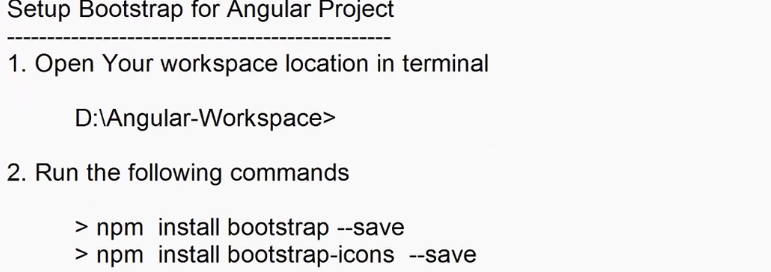 Setup Bootstrap for Angular Project
------------------------------------------------
1. Open Your workspace location in terminal
D:\Angular-Workspace>
2. Run the following commands
> npm  install bootstrap --save
> npm  install bootstrap-icons  --save